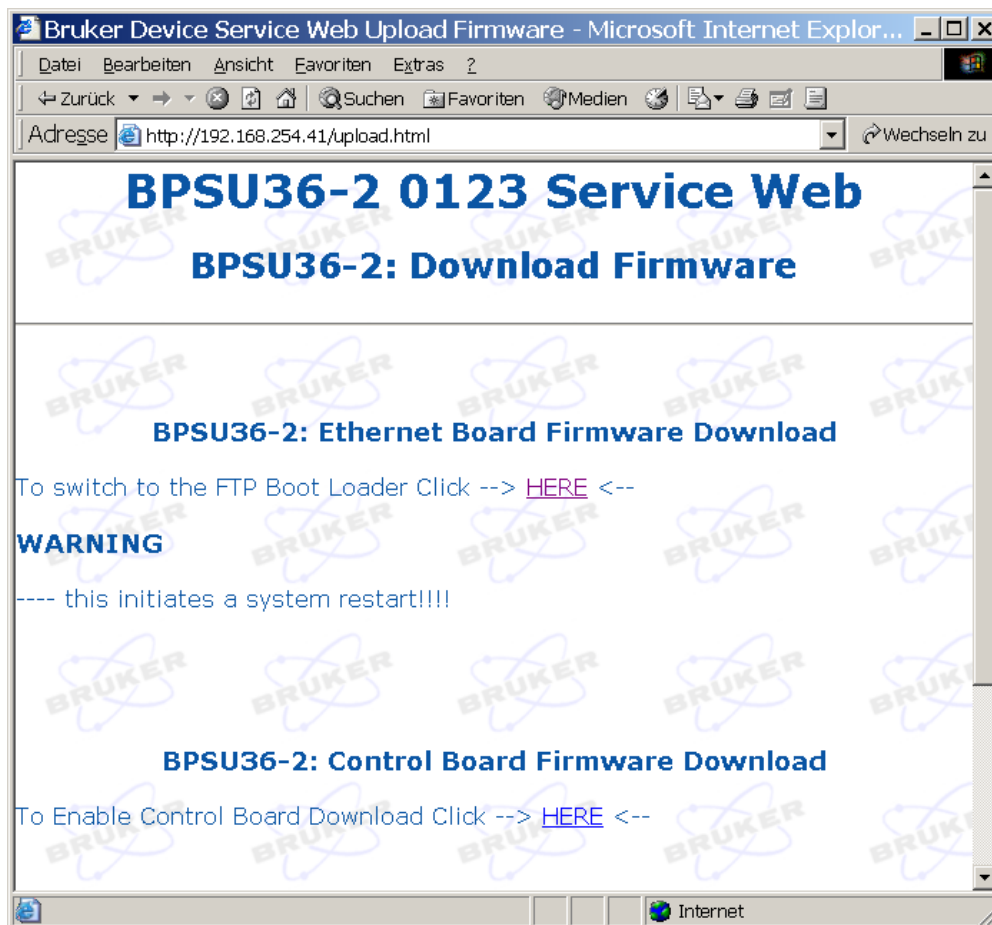 Bruker Device Service Web Upload Firmware - Microsoft Internet Explor...
Datei Bearbeiten Ansicht Favoriten Extras ?
Zurück Suchen Favoriten Medien
Adresse http://192.168.254.41/upload.html Wechseln zu
BPSU36-2 0123 Service Web
BPSU36-2: Download Firmware
BPSU36-2: Ethernet Board Firmware Download
To switch to the FTP Boot Loader Click --> HERE <--
WARNING
---- this initiates a system restart!!!!
BPSU36-2: Control Board Firmware Download
To Enable Control Board Download Click --> HERE <--
BRUKER
Internet